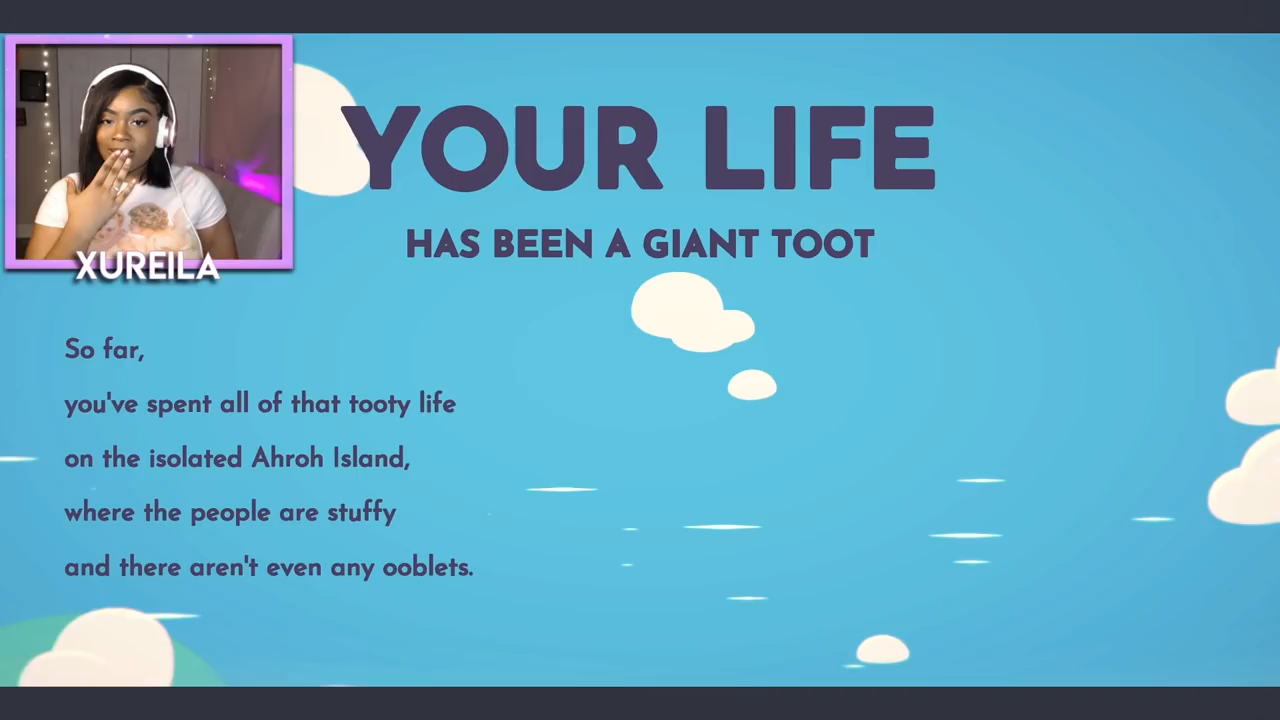 YOUR LIFE
HAS BEEN A GIANT TOOT
XUREILA
So far,
you've spent all of that tooty life
on the isolated Ahroh Island,
where the people are stuffy
and there aren't even any ooblets.